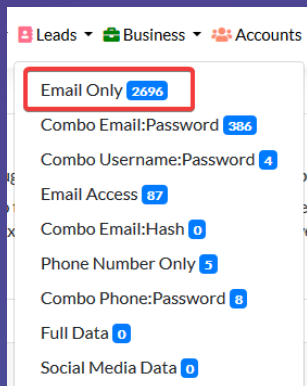 Leads Business Accounts
Email Only 2696
Combo Email:Password 386
Combo Username:Password 4
Email Access 87
Combo Email:Hash 0
Phone Number Only 5
Combo Phone:Password 8
Full Data 0
Social Media Data 0